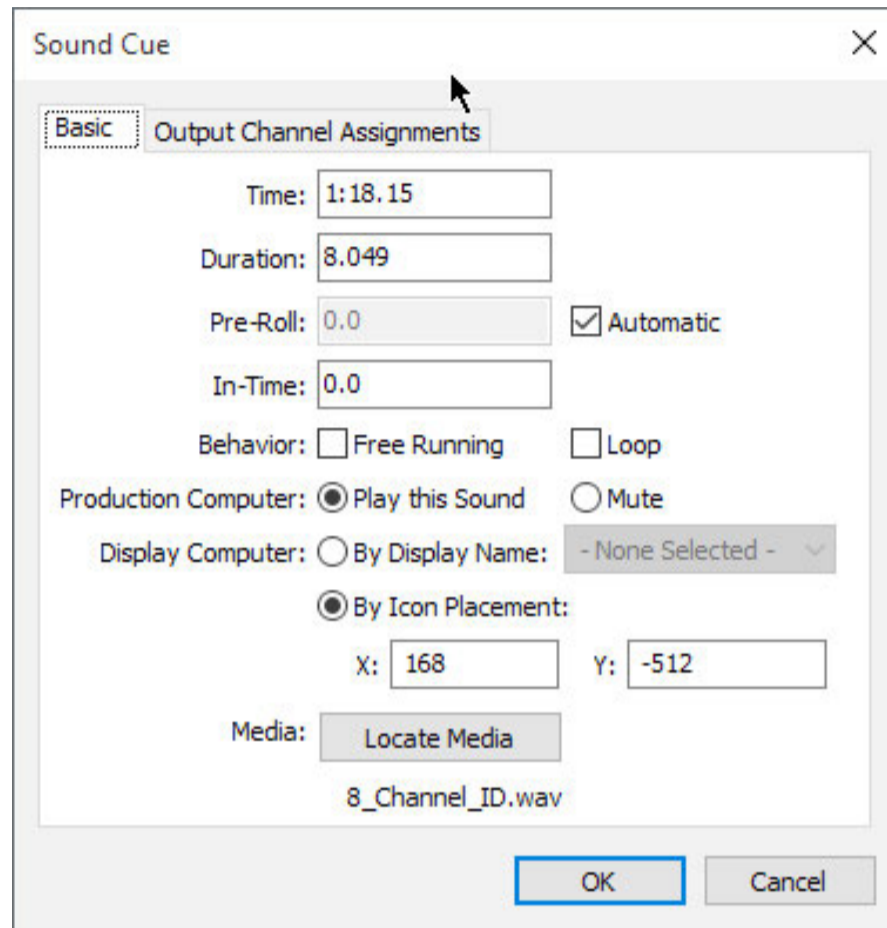 Sound Cue
Basic Output Channel Assignments
Time: 1:18.15
Duration: 8.049
Pre-Roll: 0.0 Automatic
In-Time: 0.0
Behavior: Free Running Loop
Production Computer: Play this Sound Mute
Display Computer: By Display Name: - None Selected -
By Icon Placement:
X: 168 Y: -512
Media: Locate Media
8_Channel_ID.wav
OK Cancel